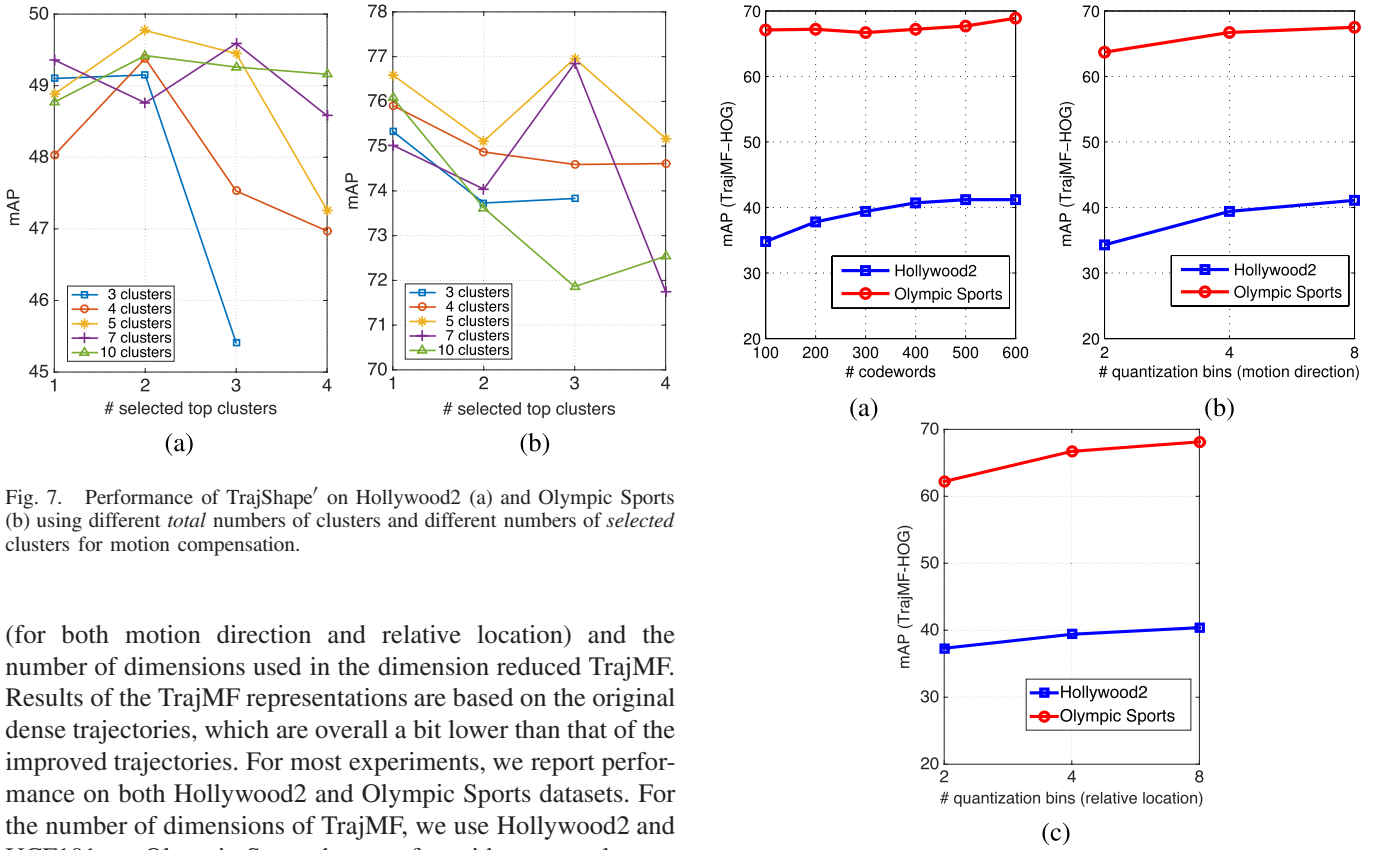 50
49
48
47
46
45
mAP
3 clusters
4 clusters
5 clusters
7 clusters
10 clusters
1 2 3 4
# selected top clusters
(a)
78
77
76
75
74
73
72
71
70
mAP
3 clusters
4 clusters
5 clusters
7 clusters
10 clusters
1 2 3 4
# selected top clusters
(b)
Fig. 7. Performance of TrajShape′ on Hollywood2 (a) and Olympic Sports
(b) using different total numbers of clusters and different numbers of selected
clusters for motion compensation.
(for both motion direction and relative location) and the
number of dimensions used in the dimension reduced TrajMF.
Results of the TrajMF representations are based on the original
dense trajectories, which are overall a bit lower than that of the
improved trajectories. For most experiments, we report perfor-
mance on both Hollywood2 and Olympic Sports datasets. For
the number of dimensions of TrajMF, we use Hollywood2 and
70
60
50
40
30
20
mAP (TrajMF−HOG)
Hollywood2
Olympic Sports
100 200 300 400 500 600
# codewords
(a)
70
60
50
40
30
20
mAP (TrajMF−HOG)
Hollywood2
Olympic Sports
2 4 8
# quantization bins (motion direction)
(b)
70
60
50
40
30
20
mAP (TrajMF-HOG)
Hollywood2
Olympic Sports
2 4 8
# quantization bins (relative location)
(c)